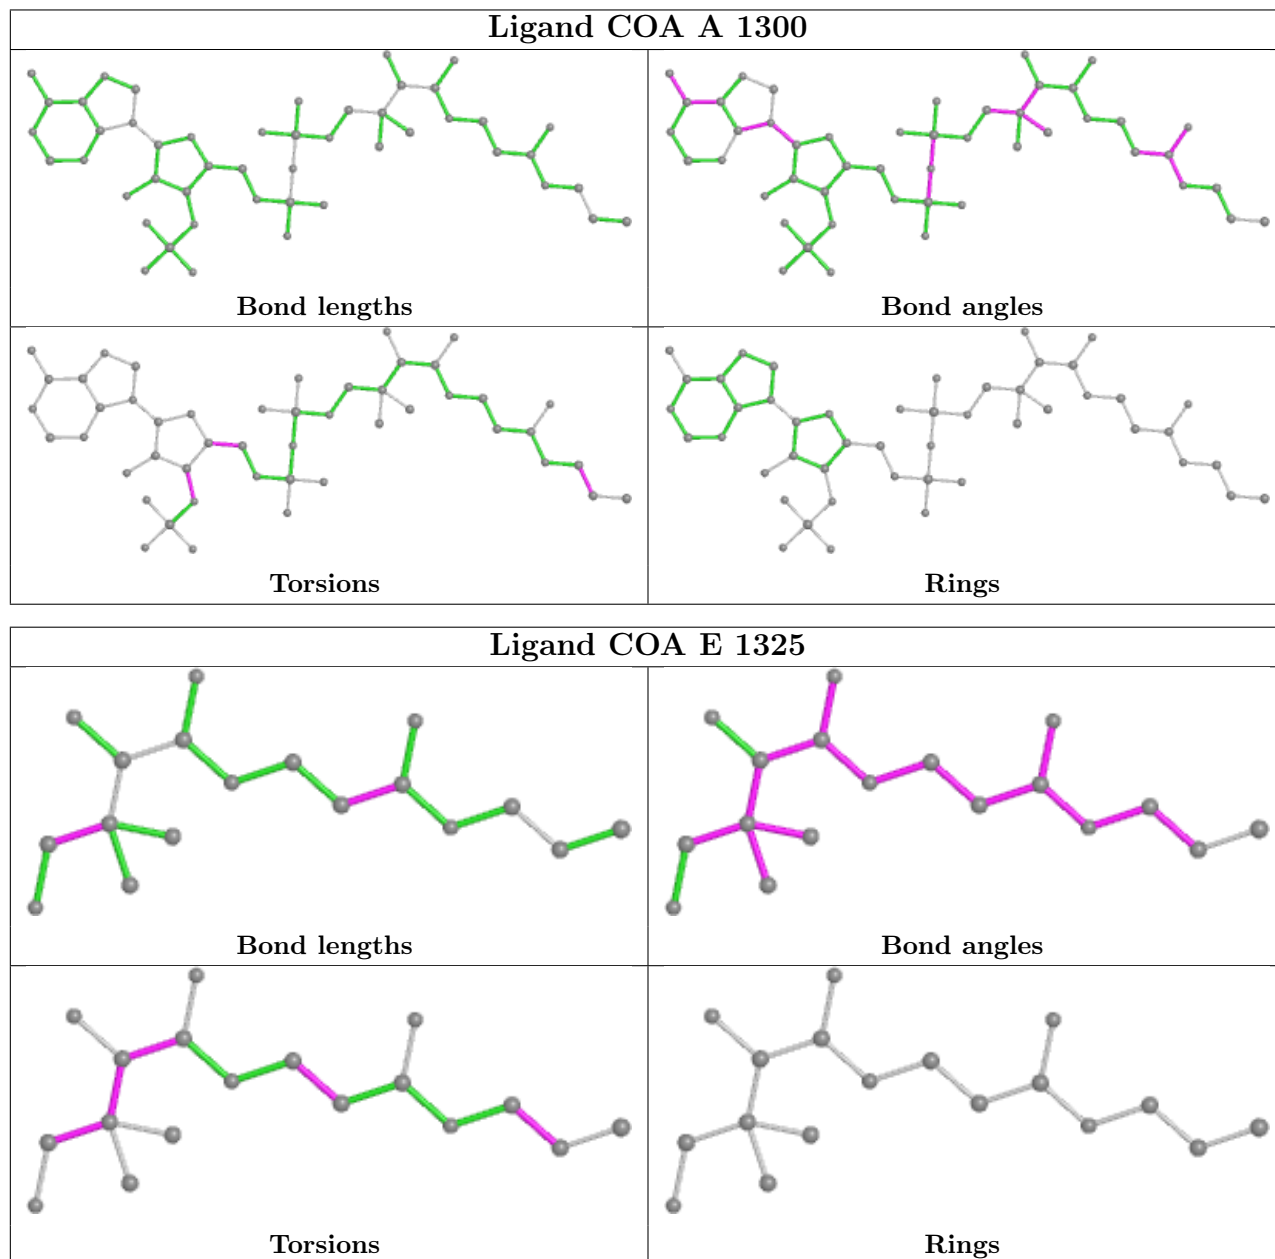 Ligand COA A 1300
Bond lengths
Bond angles
Torsions
Rings
Ligand COA E 1325
Bond lengths
Bond angles
Torsions
Rings